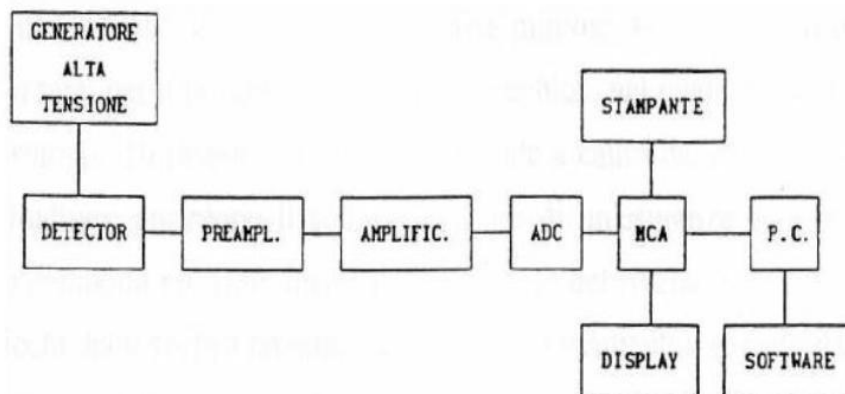 GENERATORE
ALTA
TENSIONE
STAMPANTE
DETECTOR
PREAMPL.
AMPLIFIC.
ADC
MCA
P.C.
DISPLAY
SOFTWARE